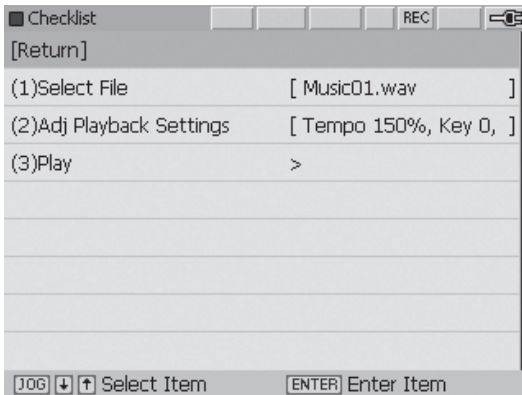 Checklist REC
[Return]
(1)Select File [ Music01.wav ]
(2)Adj Playback Settings [ Tempo 150%, Key 0, ]
(3)Play >
JOG ↓ ↑ Select Item ENTER Enter Item